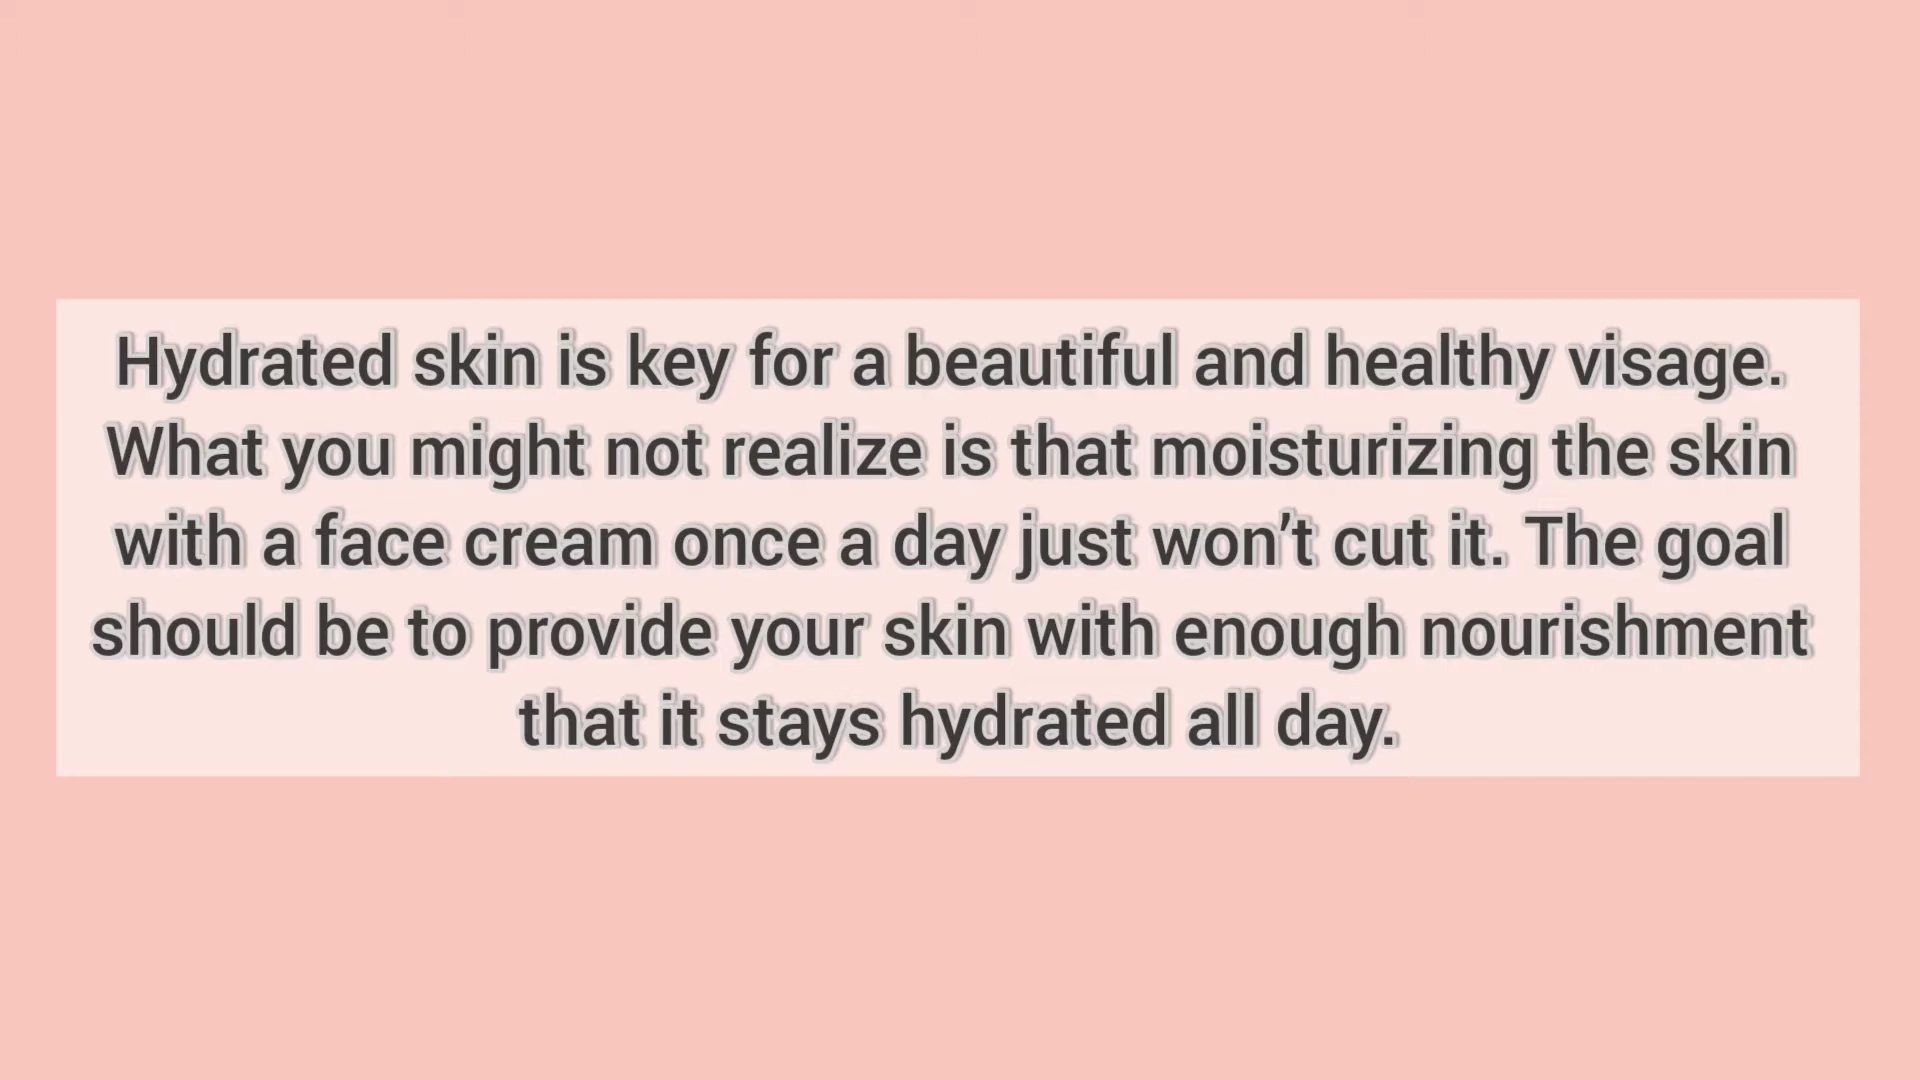 Hydrated skin is key for a beautiful and healthy visage.
What you might not realize is that moisturizing the skin
with a face cream once a day just won’t cut it. The goal
should be to provide your skin with enough nourishment
that it stays hydrated all day.